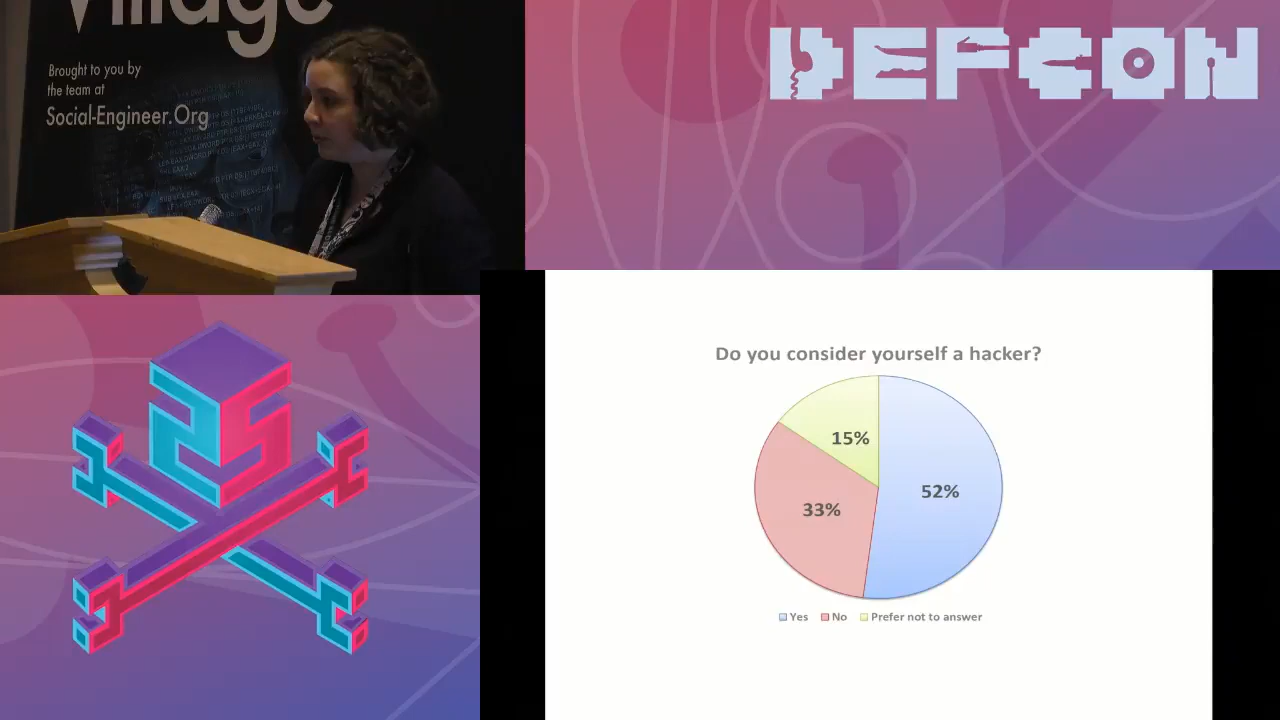 Village
Brought to you by
the team at
Social-Engineer.Org
DEFCON
25
Do you consider yourself a hacker?
15%
52%
33%
Yes
No
Prefer not to answer